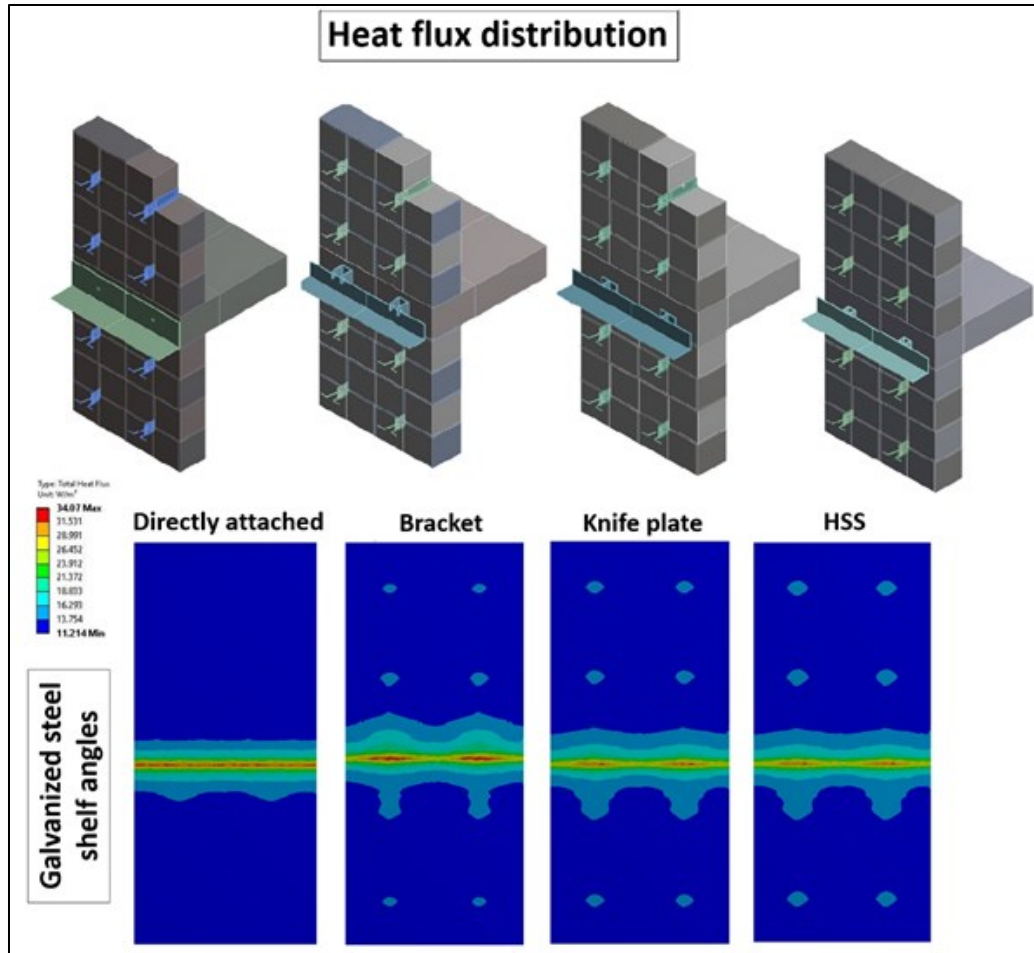 Heat flux distribution
Type: Total Heat Flux
Unit: W/m²
34.07 Max
31.531
28.991
26.452
23.912
21.372
18.833
16.293
13.754
11.214 Min
Directly attached
Bracket
Knife plate
HSS
Galvanized steel
shelf angles